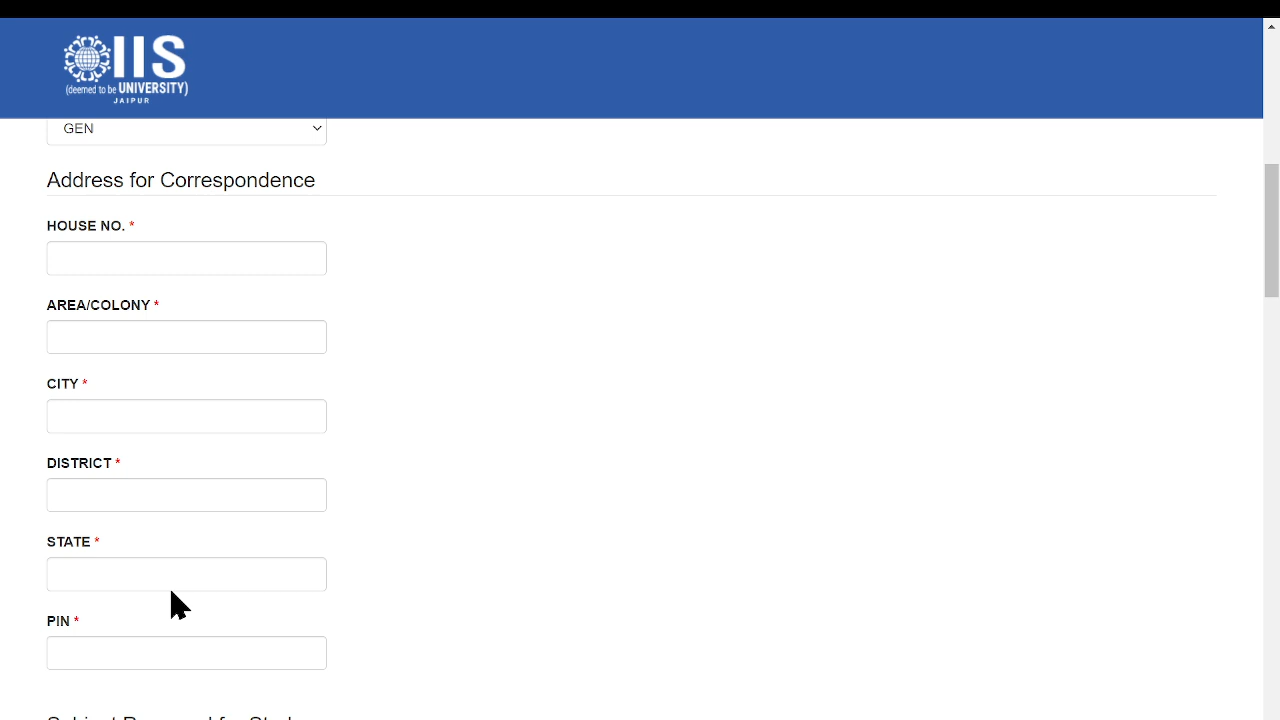 IIS
(deemed to be UNIVERSITY)
JAIPUR
GEN
Address for Correspondence
HOUSE NO. *
AREA/COLONY *
CITY *
DISTRICT *
STATE *
PIN *